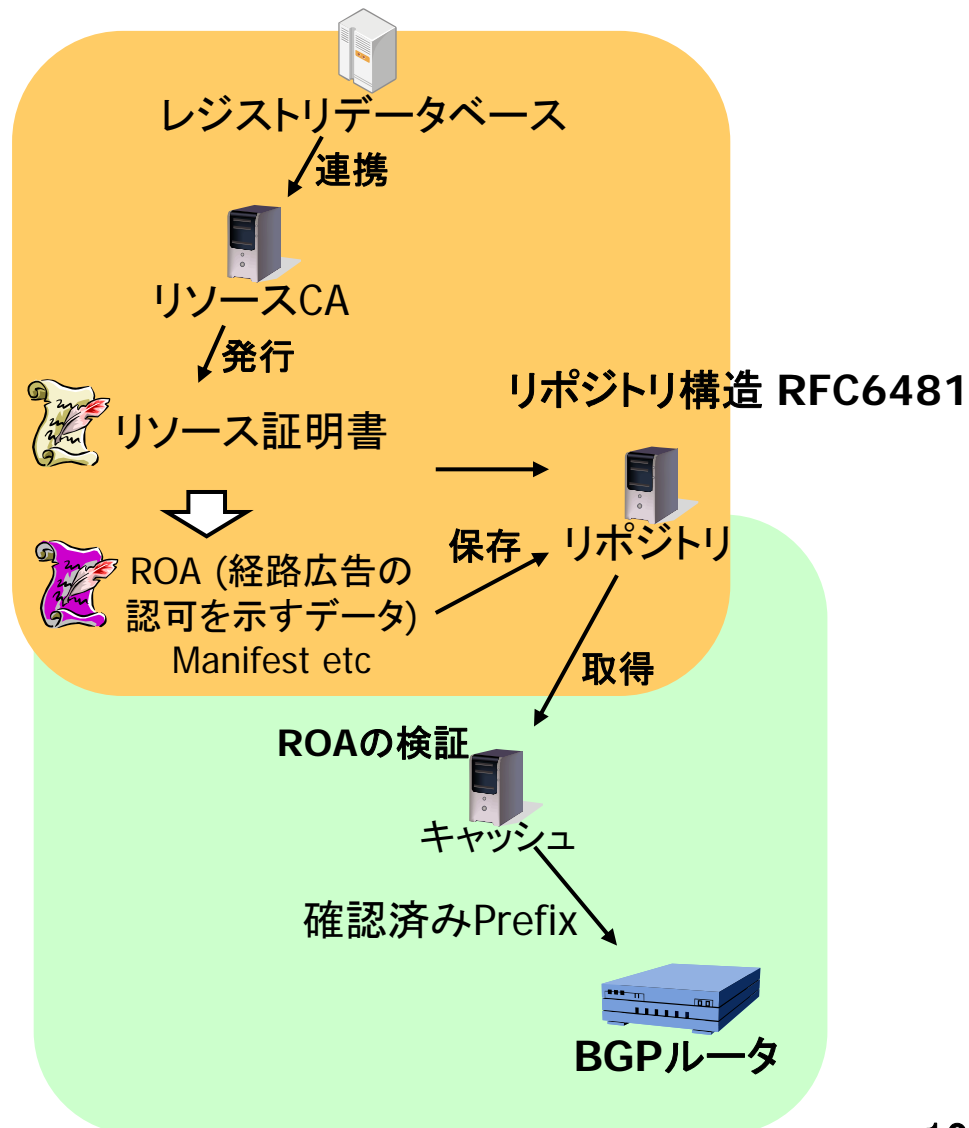 レジストリデータベース
連携
リソースCA
発行
リポジトリ構造 RFC6481
リソース証明書
保存
リポジトリ
ROA (経路広告の
認可を示すデータ)
Manifest etc
取得
ROAの検証
キャッシュ
確認済みPrefix
BGPルータ